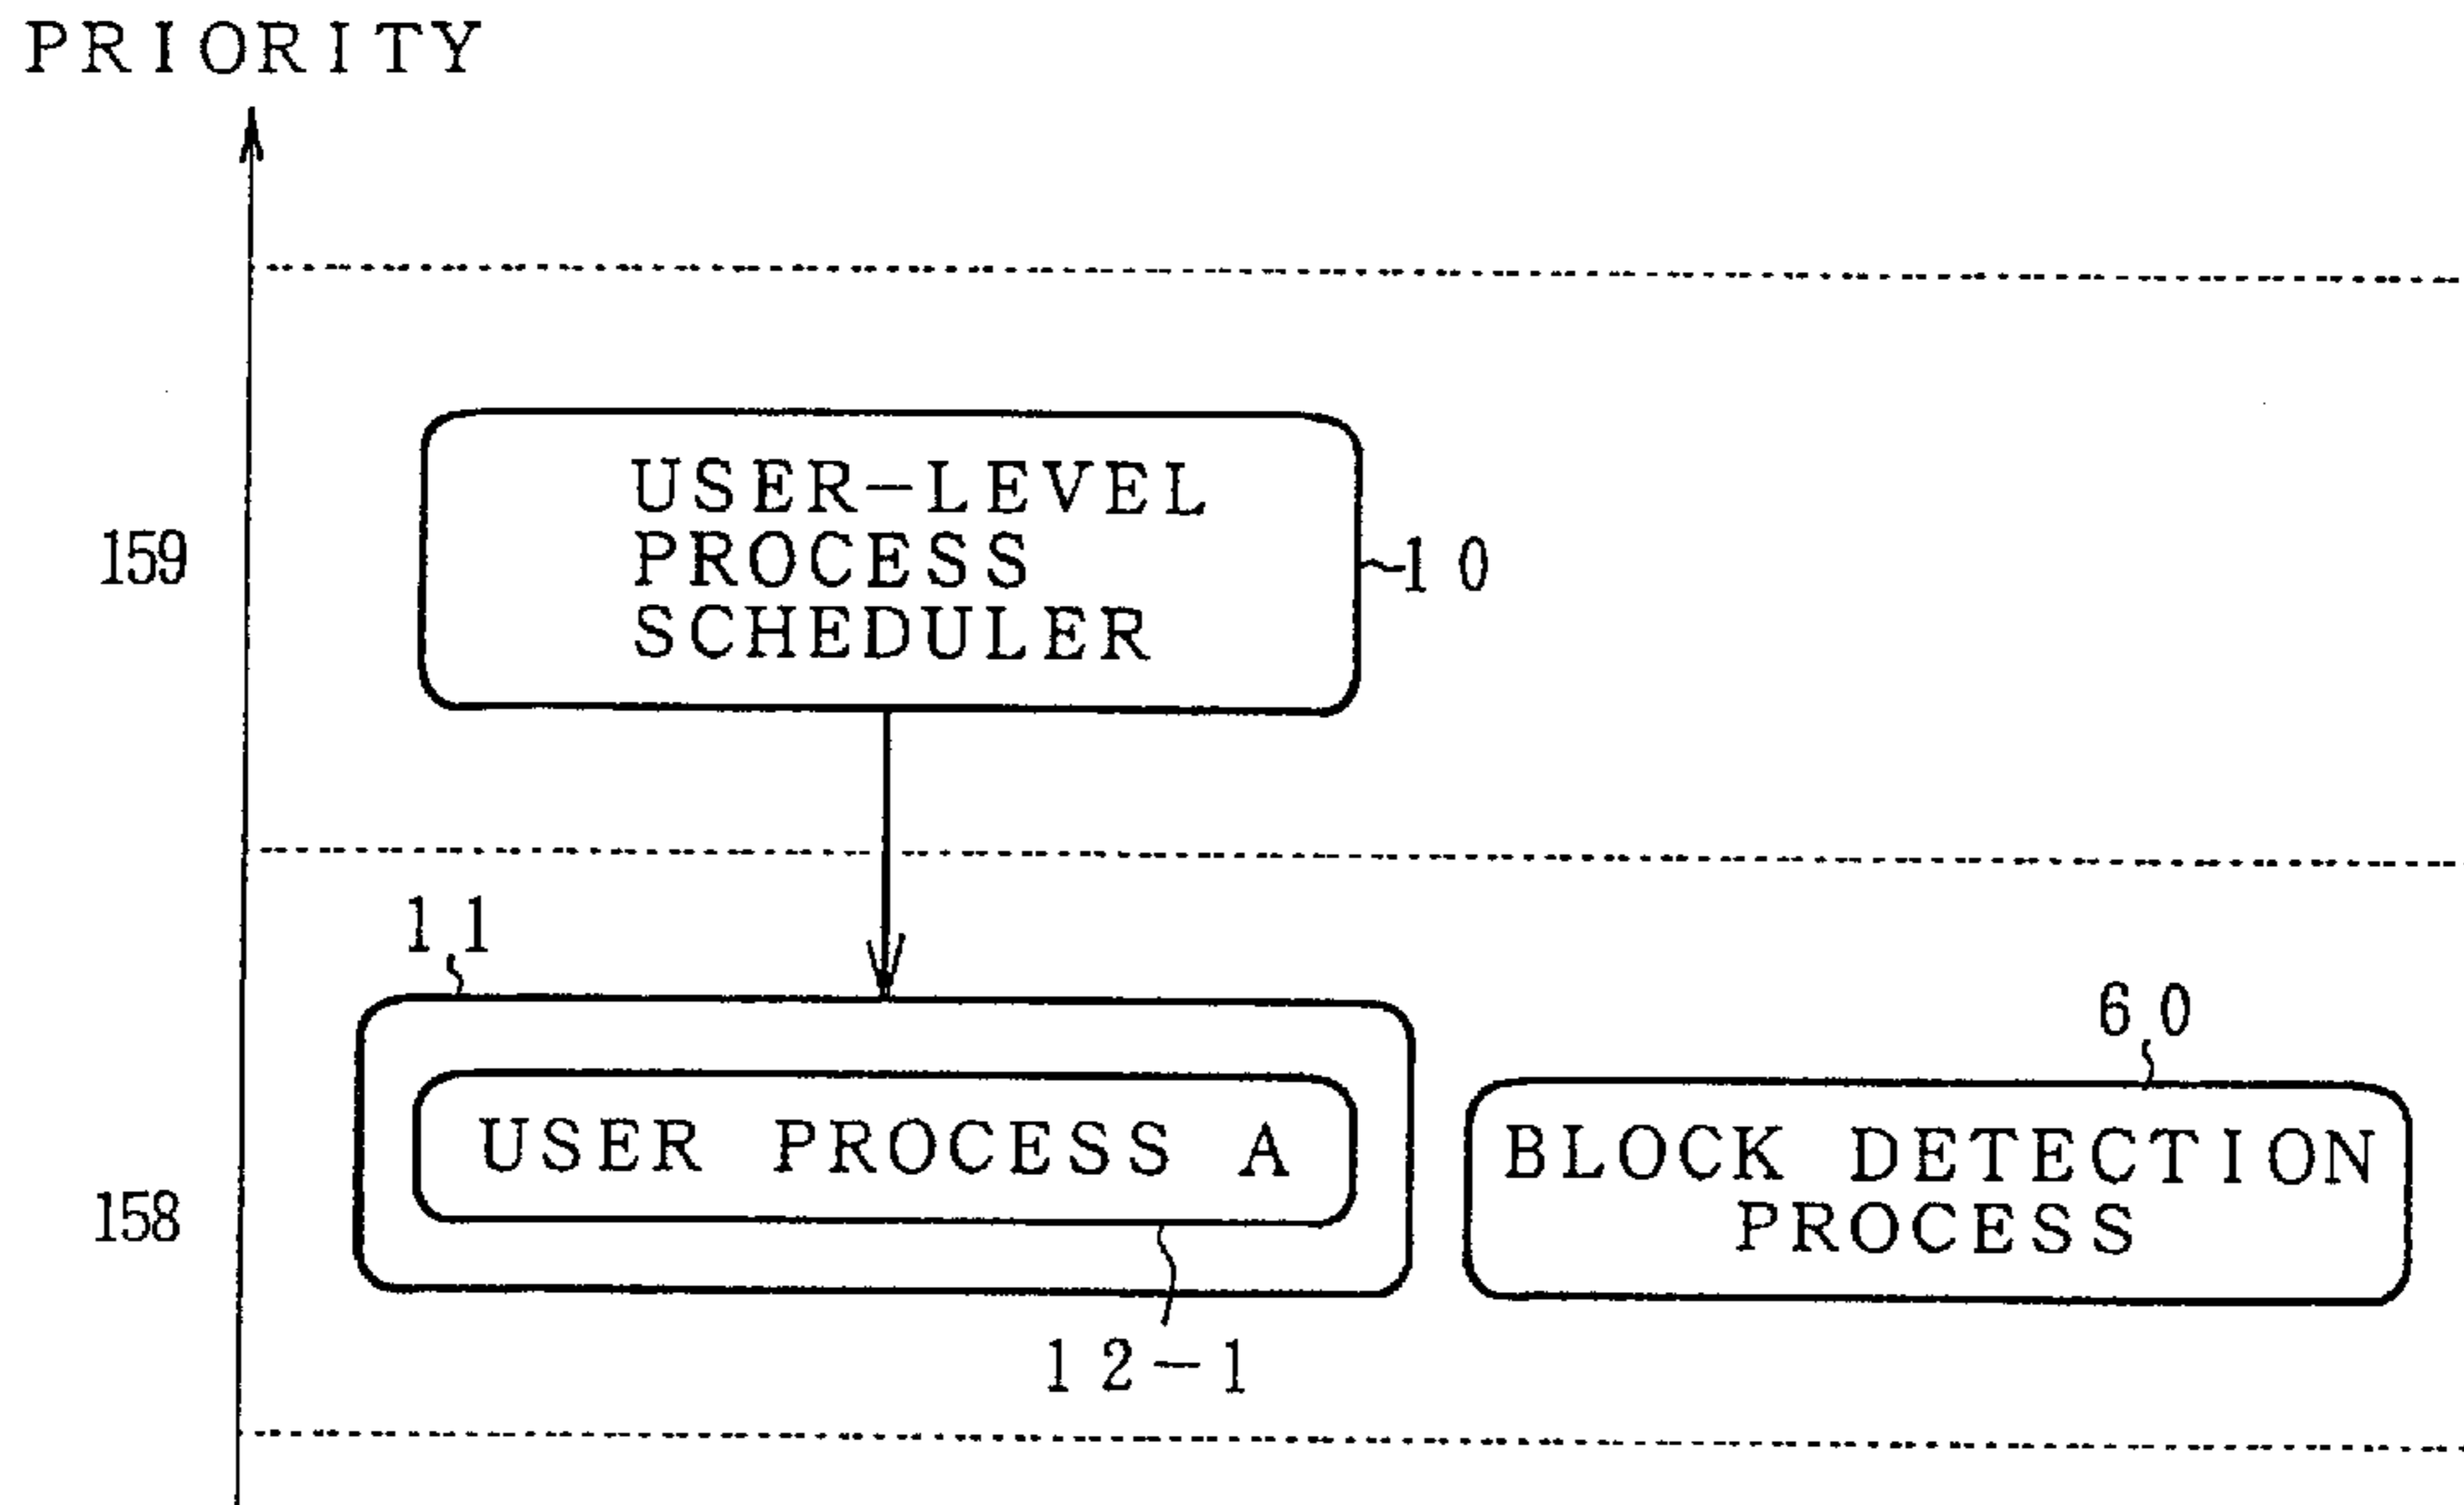 PRIORITY
USER-LEVEL
PROCESS
SCHEDULER
159
10
11
60
USER PROCESS A
BLOCK DETECTION
PROCESS
158
12-1